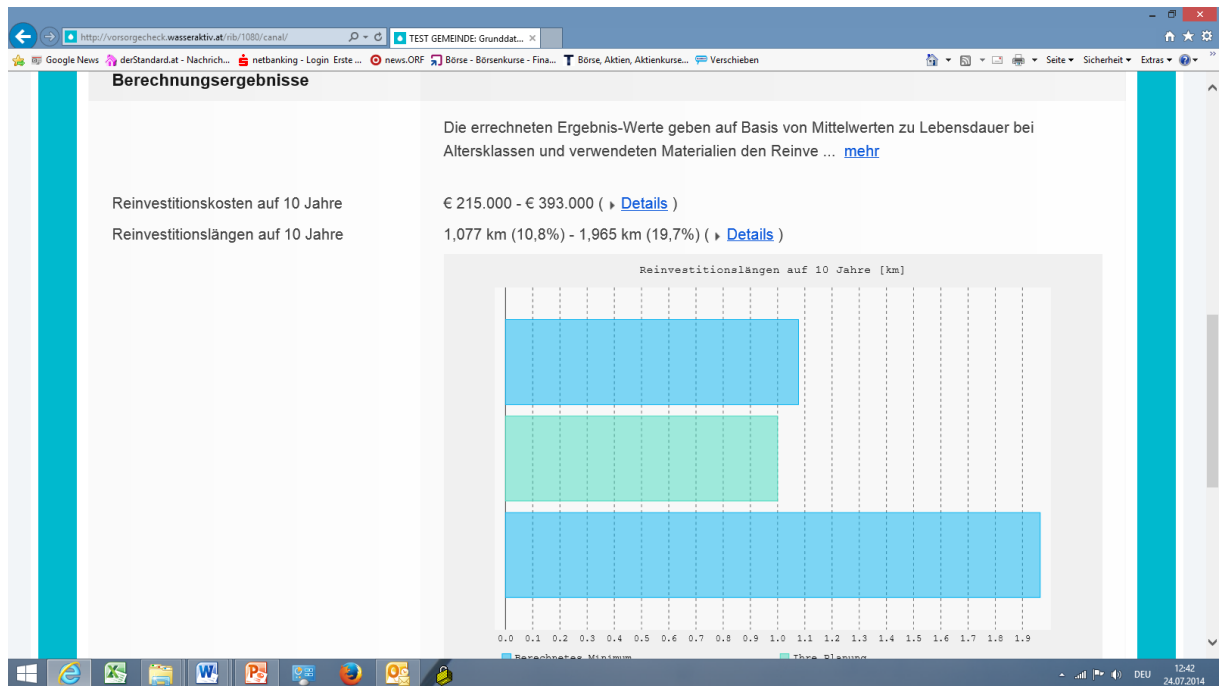 http://vorsorgecheck.wasseraktiv.at/rib/1080/canal/
TEST GEMEINDE: Grunddat...
Google News
derStandard.at - Nachrich...
netbanking - Login Erste ...
news.ORF
Börse - Börsenkurse - Fina...
Börse, Aktien, Aktienkurse...
Verschieben
Seite
Sicherheit
Extras
Berechnungsergebnisse
Die errechneten Ergebnis-Werte geben auf Basis von Mittelwerten zu Lebensdauer bei
Altersklassen und verwendeten Materialien den Reinve ... mehr
Reinvestitionskosten auf 10 Jahre € 215.000 - € 393.000 ( Details )
Reinvestitionslängen auf 10 Jahre 1,077 km (10,8%) - 1,965 km (19,7%) ( Details )
Reinvestitionslängen auf 10 Jahre [km]
0.0 0.1 0.2 0.3 0.4 0.5 0.6 0.7 0.8 0.9 1.0 1.1 1.2 1.3 1.4 1.5 1.6 1.7 1.8 1.9
Berechnetes Minimum Ihre Planung
DEU
12:42
24.07.2014